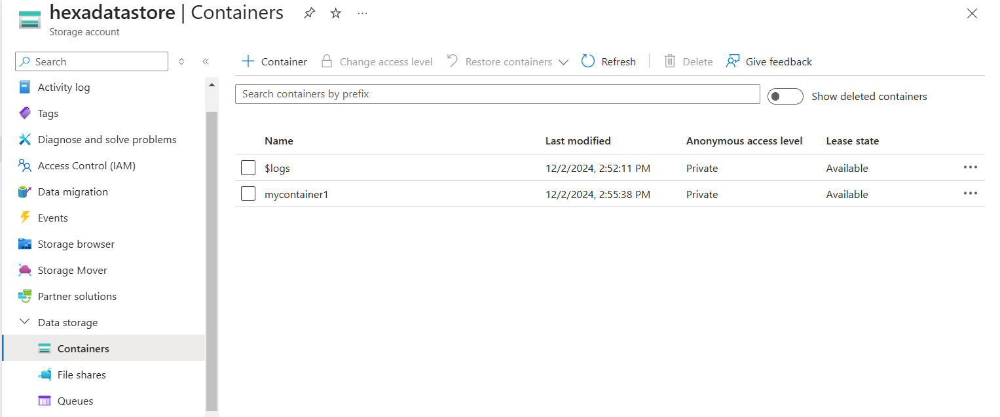 hexadatastore | Containers
Storage account
Search
Container
Change access level
Restore containers
Refresh
Delete
Give feedback
Activity log
Tags
Diagnose and solve problems
Access Control (IAM)
Data migration
Events
Storage browser
Storage Mover
Partner solutions
Data storage
Containers
File shares
Queues
Search containers by prefix
Show deleted containers
Name Last modified Anonymous access level Lease state
$logs 12/2/2024, 2:52:11 PM Private Available
mycontainer1 12/2/2024, 2:55:38 PM Private Available